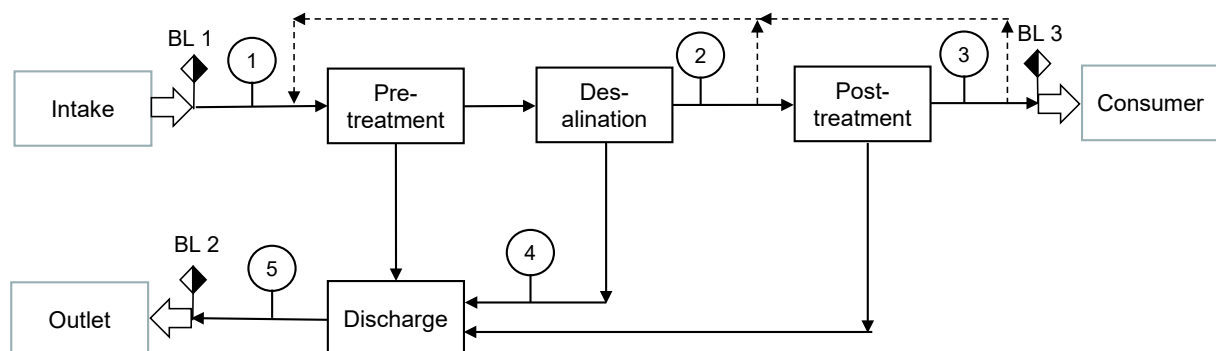 BL 1
1
2
3
BL 3
Intake
Pre-
treatment
Des-
alination
Post-
treatment
Consumer
BL 2
5
4
Outlet
Discharge